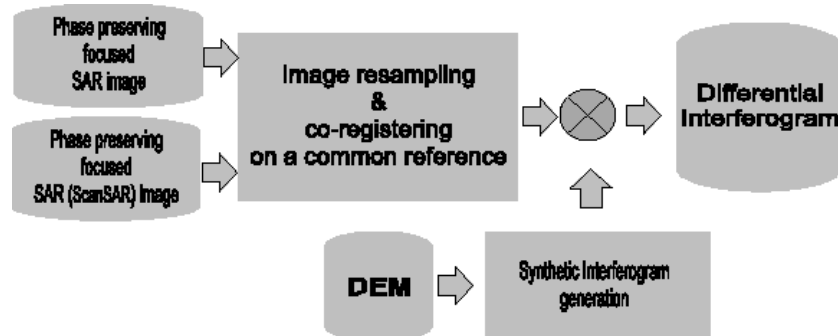 Phase preserving
focused
SAR image
Phase preserving
focused
SAR (ScanSAR) Image
Image resampling
&
co-registering
on a common reference
Differential
Interferogram
DEM
Synthetic Interferogram
generation